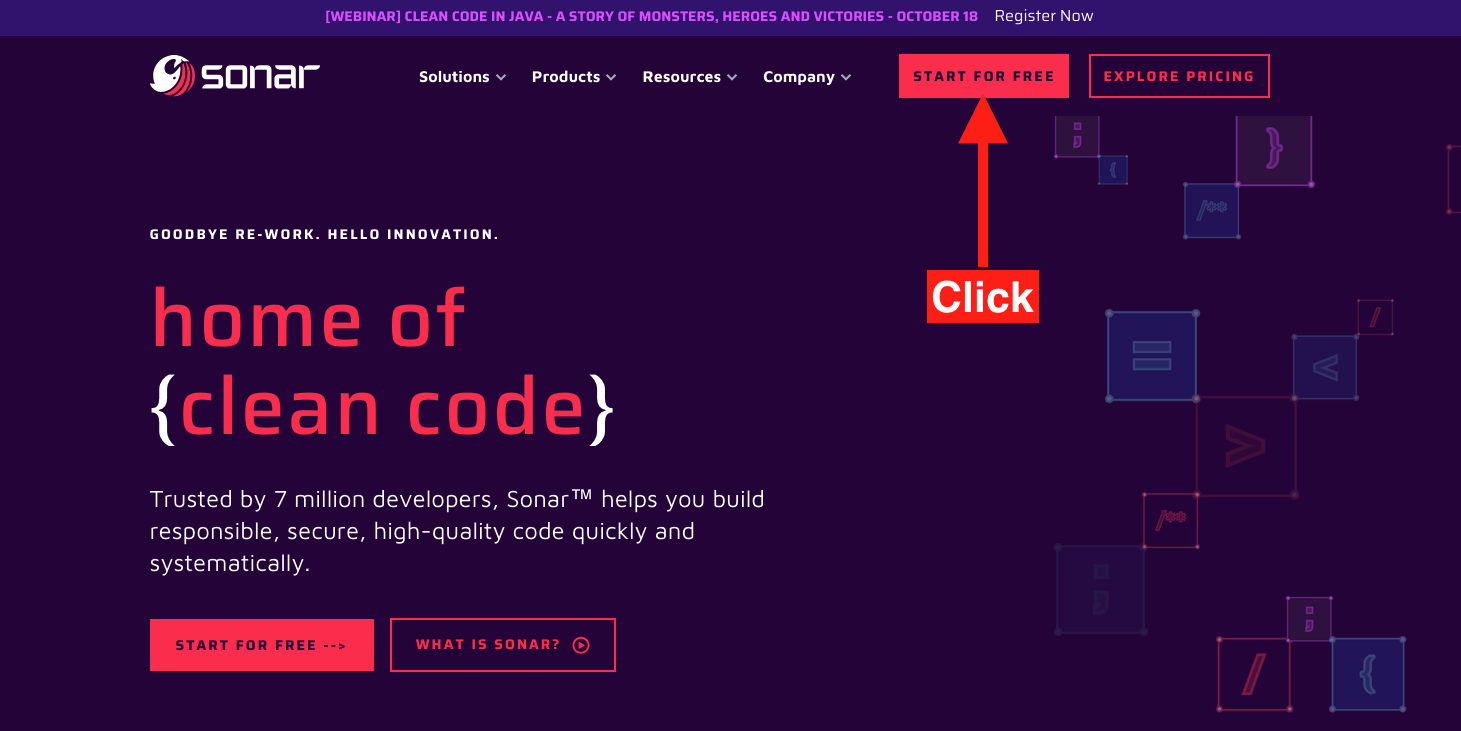 [WEBINAR] CLEAN CODE IN JAVA - A STORY OF MONSTERS, HEROES AND VICTORIES - OCTOBER 18 Register Now
sonar Solutions Products Resources Company START FOR FREE EXPLORE PRICING
;
}
{
/**
GOODBYE RE-WORK. HELLO INNOVATION.
Click
home of
{clean code}
=
/
<
>
Trusted by 7 million developers, Sonar™ helps you build
responsible, secure, high-quality code quickly and
systematically.
/**
;
START FOR FREE -->
WHAT IS SONAR?
;
/
{